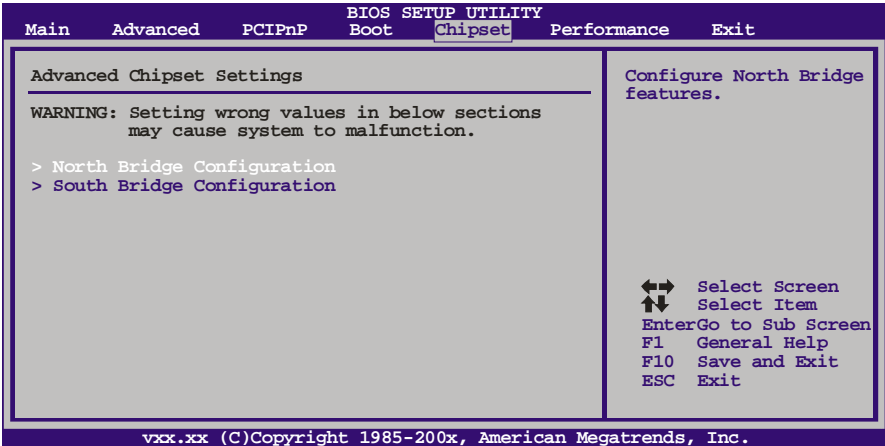 BIOS SETUP UTILITY
Main Advanced PCIPnP Boot Chipset Performance Exit
Advanced Chipset Settings
WARNING: Setting wrong values in below sections
may cause system to malfunction.
> North Bridge Configuration
> South Bridge Configuration
Configure North Bridge
features.
Select Screen
Select Item
EnterGo to Sub Screen
F1 General Help
F10 Save and Exit
ESC Exit
vxx.xx (C)Copyright 1985-200x, American Megatrends, Inc.